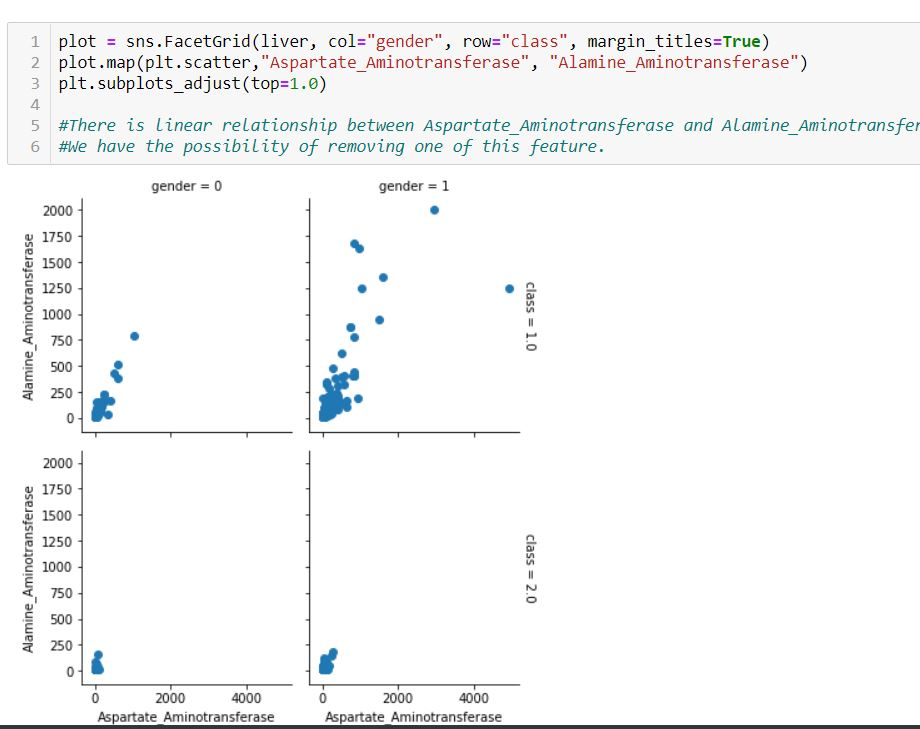 1 plot = sns.FacetGrid(liver, col="gender", row="class", margin_titles=True)
2 plot.map(plt.scatter,"Aspartate_Aminotransferase", "Alamine_Aminotransferase")
3 plt.subplots_adjust(top=1.0)
4
5 #There is linear relationship between Aspartate_Aminotransferase and Alamine_Aminotransfer
6 #We have the possibility of removing one of this feature.
gender = 0
gender = 1
Alamine_Aminotransferase
2000
1750
1500
1250
1000
750
500
250
0
class = 1.0
Alamine_Aminotransferase
2000
1750
1500
1250
1000
750
500
250
0
class = 2.0
0 2000 4000
0 2000 4000
Aspartate_Aminotransferase
Aspartate_Aminotransferase